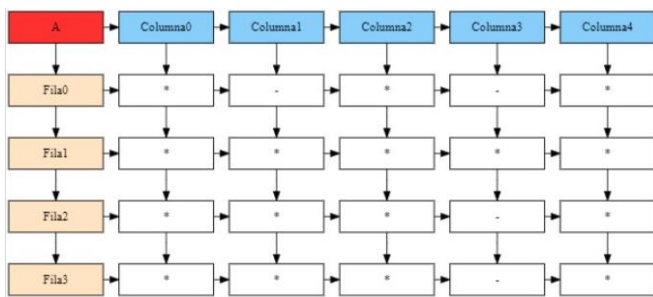 A Columna0 Columna1 Columna2 Columna3 Columna4
Fila0 * - * - *
Fila1 * * * * *
Fila2 * * * - *
Fila3 * * * - *